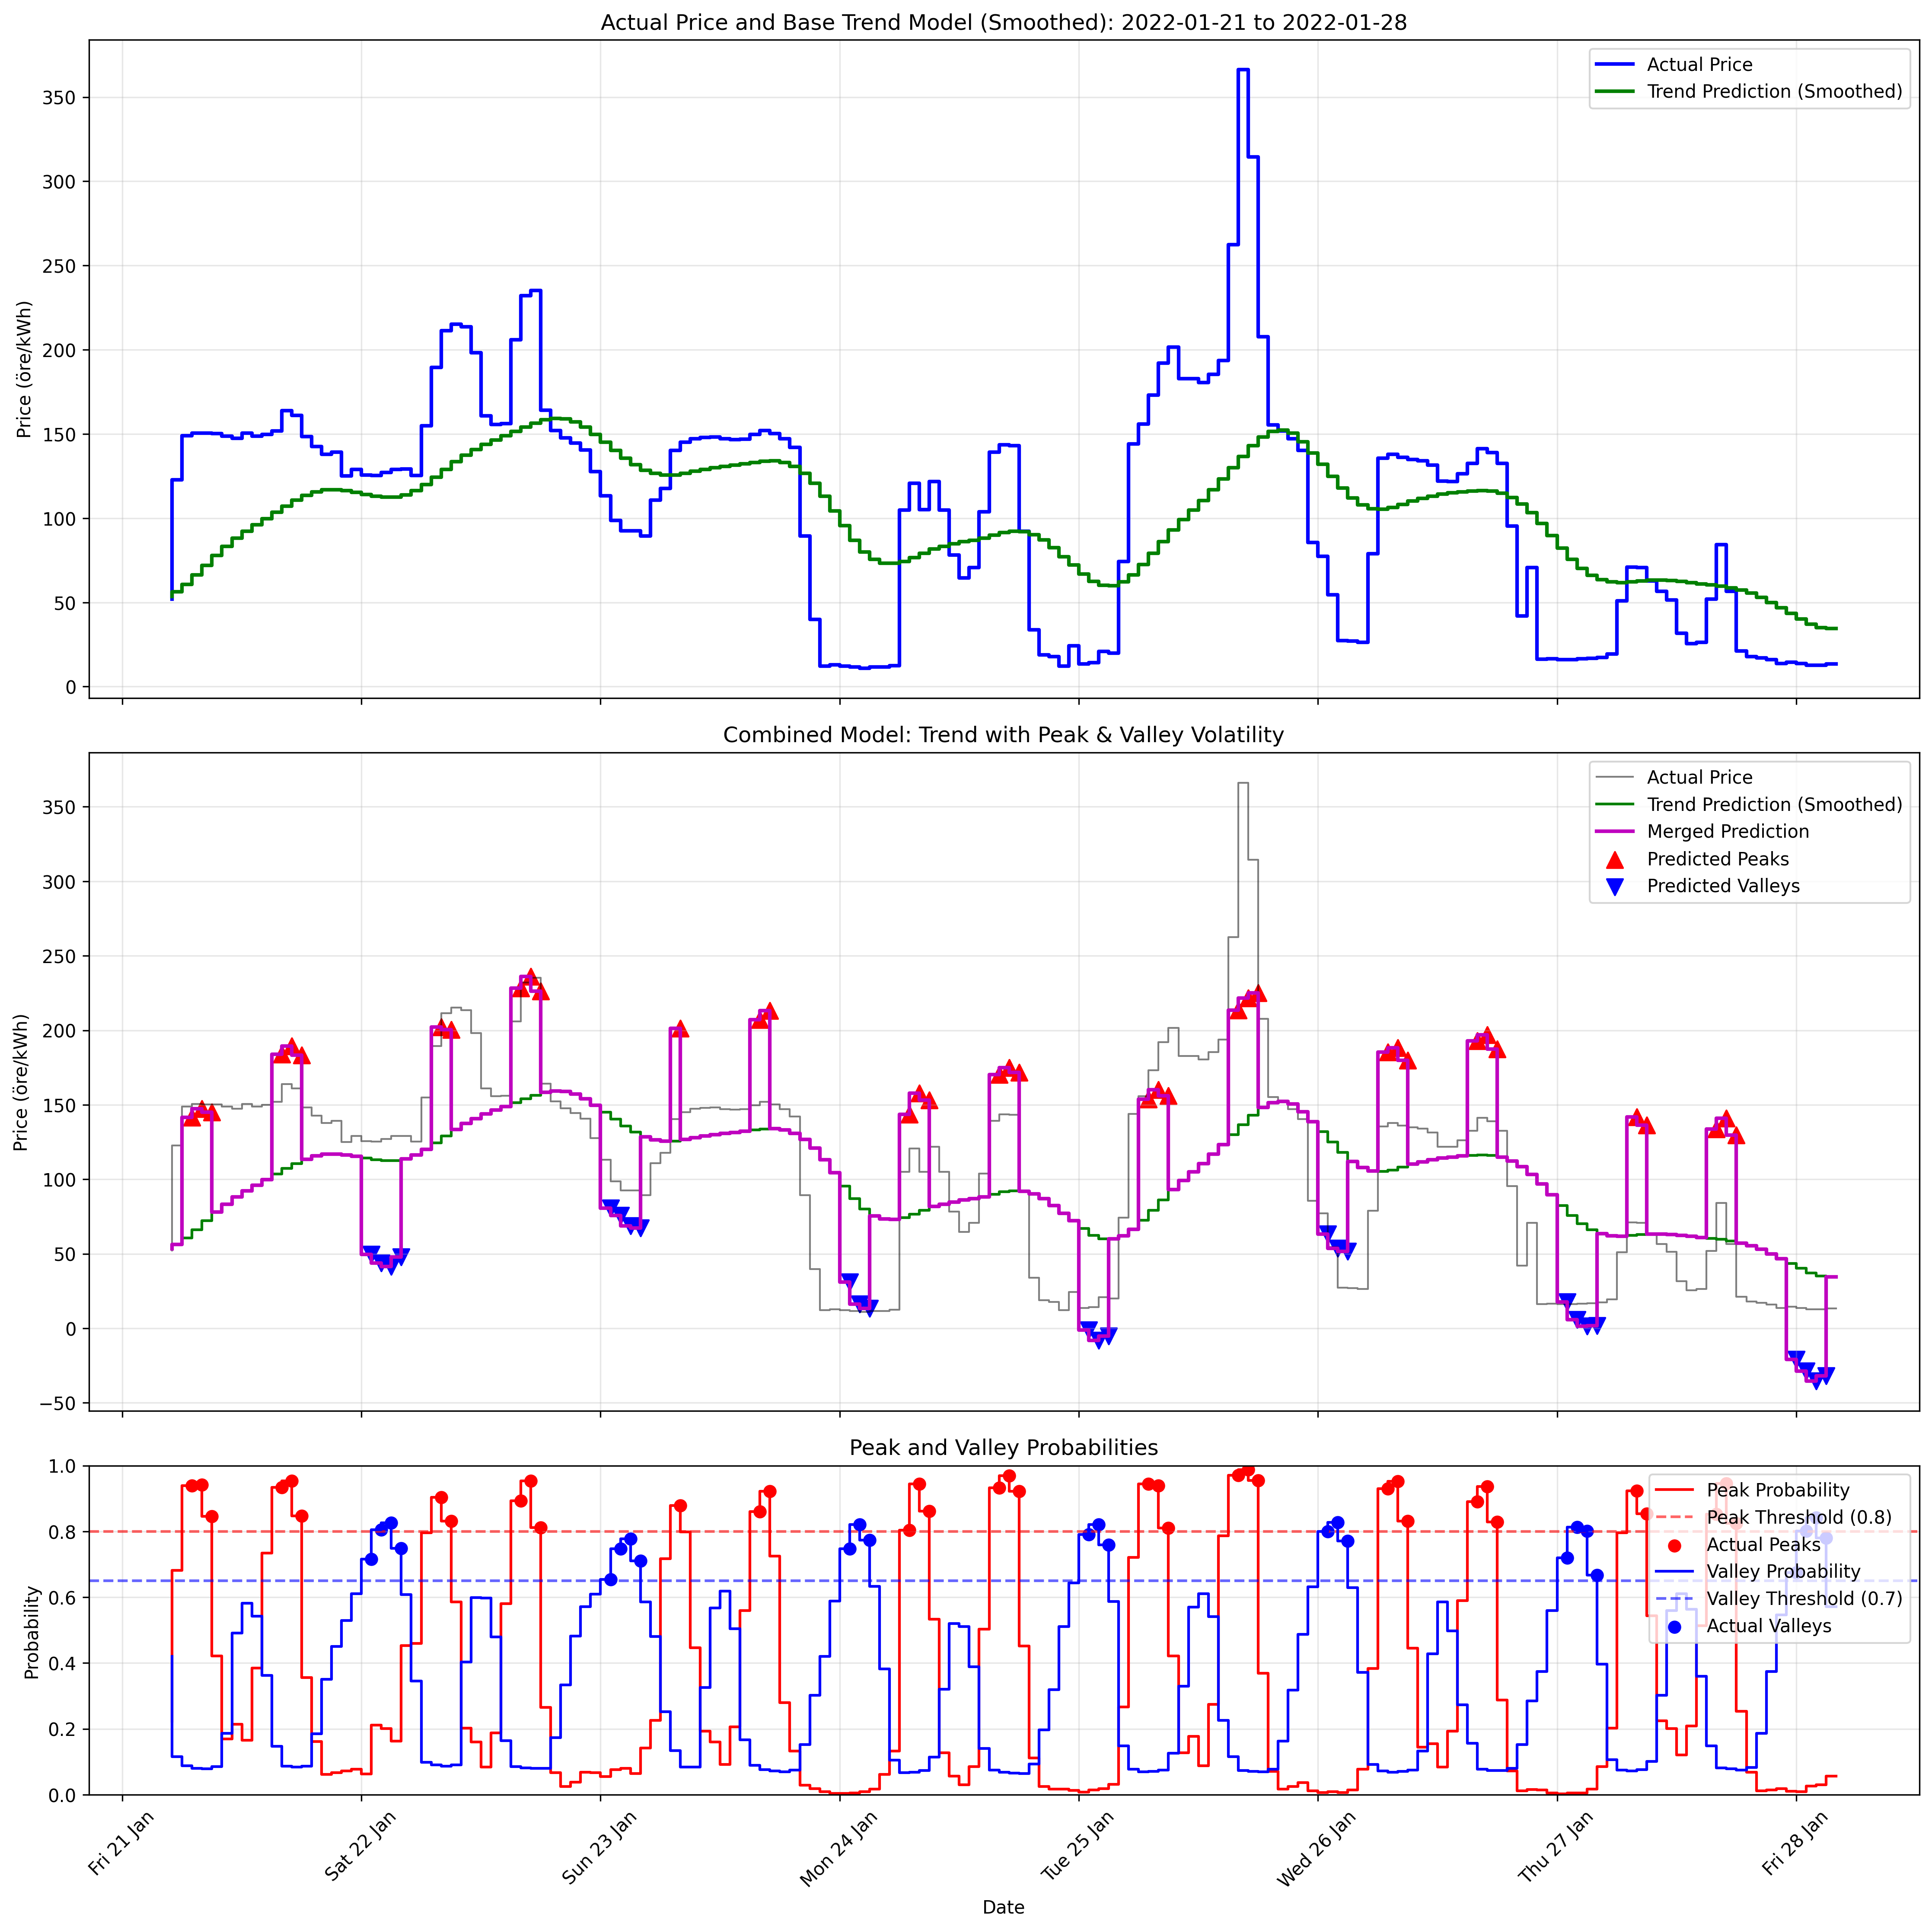 Actual Price and Base Trend Model (Smoothed): 2022-01-21 to 2022-01-28
Price (öre/kWh)
350
300
250
200
150
100
50
0
Actual Price
Trend Prediction (Smoothed)
Combined Model: Trend with Peak & Valley Volatility
Price (öre/kWh)
350
300
250
200
150
100
50
0
−50
Actual Price
Trend Prediction (Smoothed)
Merged Prediction
Predicted Peaks
Predicted Valleys
Peak and Valley Probabilities
Probability
1.0
0.8
0.6
0.4
0.2
0.0
Peak Probability
Peak Threshold (0.8)
Actual Peaks
Valley Probability
Valley Threshold (0.7)
Actual Valleys
Fri 21 Jan
Sat 22 Jan
Sun 23 Jan
Mon 24 Jan
Tue 25 Jan
Wed 26 Jan
Thu 27 Jan
Fri 28 Jan
Date